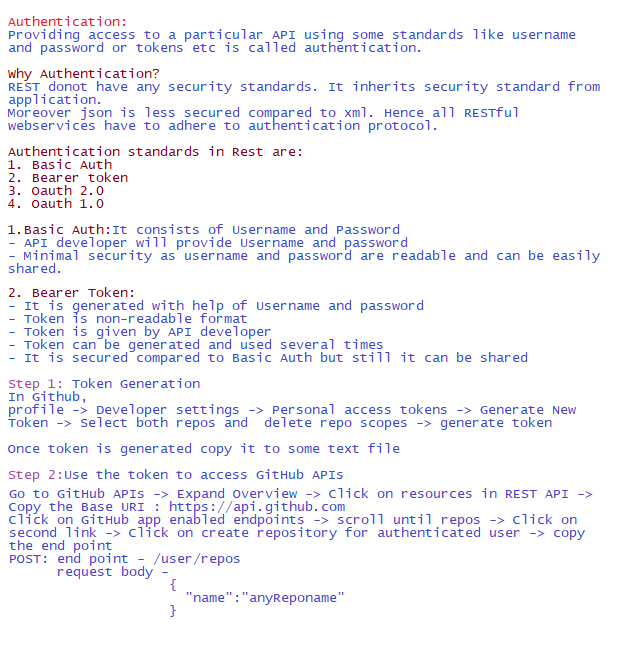 Authentication:
Providing access to a particular API using some standards like username
and password or tokens etc is called authentication.
Why Authentication?
REST donot have any security standards. It inherits security standard from
application.
Moreover json is less secured compared to xml. Hence all RESTful
webservices have to adhere to authentication protocol.
Authentication standards in Rest are:
1. Basic Auth
2. Bearer token
3. Oauth 2.0
4. Oauth 1.0
1.Basic Auth:It consists of Username and Password
- API developer will provide Username and password
- Minimal security as username and password are readable and can be easily
shared.
2. Bearer Token:
- It is generated with help of Username and password
- Token is non-readable format
- Token is given by API developer
- Token can be generated and used several times
- It is secured compared to Basic Auth but still it can be shared
Step 1: Token Generation
In Github,
profile -> Developer settings -> Personal access tokens -> Generate New
Token -> Select both repos and  delete repo scopes -> generate token
Once token is generated copy it to some text file
Step 2:Use the token to access GitHub APIs
Go to GitHub APIs -> Expand Overview -> Click on resources in REST API ->
Copy the Base URI : https://api.github.com
Click on GitHub app enabled endpoints -> scroll until repos -> Click on
second link -> Click on create repository for authenticated user -> copy
the end point
POST: end point - /user/repos
request body -
{
"name":"anyReponame"
}